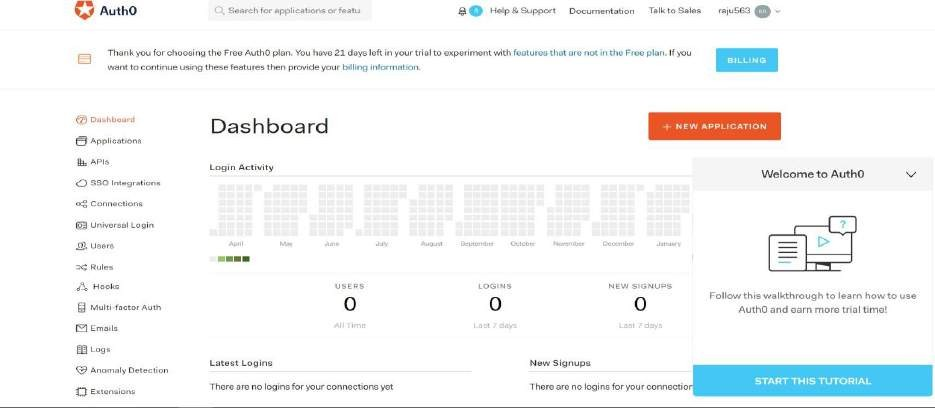 Auth0
Search for applications or featu
8
Help & Support
Documentation
Talk to Sales
raju563
Thank you for choosing the Free Auth0 plan. You have 21 days left in your trial to experiment with features that are not in the Free plan. If you
want to continue using these features then provide your billing information.
BILLING
Dashboard
Applications
APIs
SSO Integrations
Connections
Universal Login
Users
Rules
Hooks
Multi-factor Auth
Emails
Logs
Anomaly Detection
Extensions
Dashboard
+ NEW APPLICATION
Login Activity
April May June July August September October November December January
USERS LOGINS NEW SIGNUPS
0 0 0
All Time Last 7 days Last 7 days
Latest Logins
There are no logins for your connections yet
New Signups
There are no logins for your connection
Welcome to Auth0
?
Follow this walkthrough to learn how to use
Auth0 and earn more trial time!
START THIS TUTORIAL